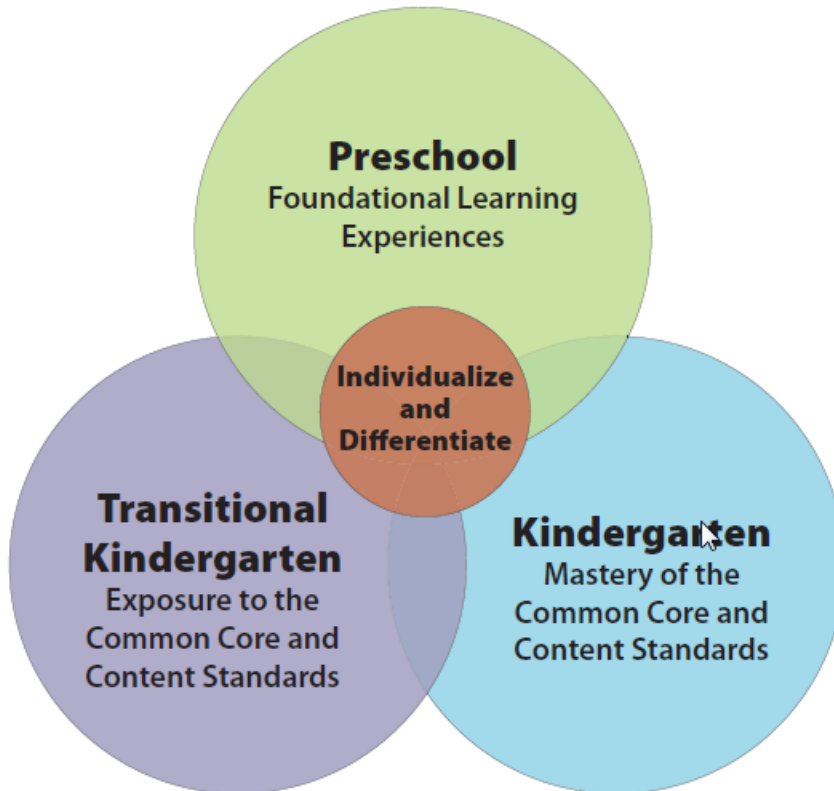 Preschool
Foundational Learning
Experiences
Individualize
and
Differentiate
Transitional
Kindergarten
Exposure to the
Common Core and
Content Standards
Kindergarten
Mastery of the
Common Core and
Content Standards